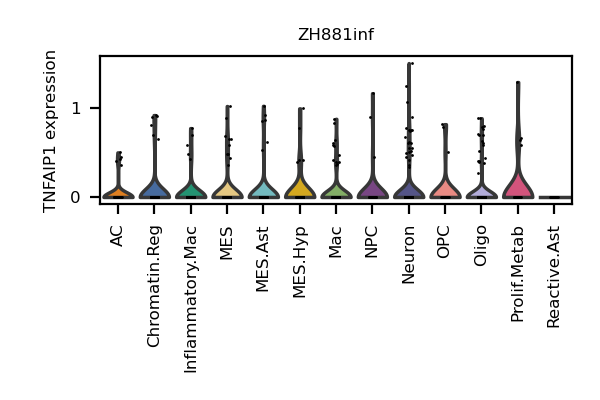 ZH881inf
TNFAIP1 expression
1
0
AC
Chromatin.Reg
Inflammatory.Mac
MES
MES.Ast
MES.Hyp
Mac
NPC
Neuron
OPC
Oligo
Prolif.Metab
Reactive.Ast